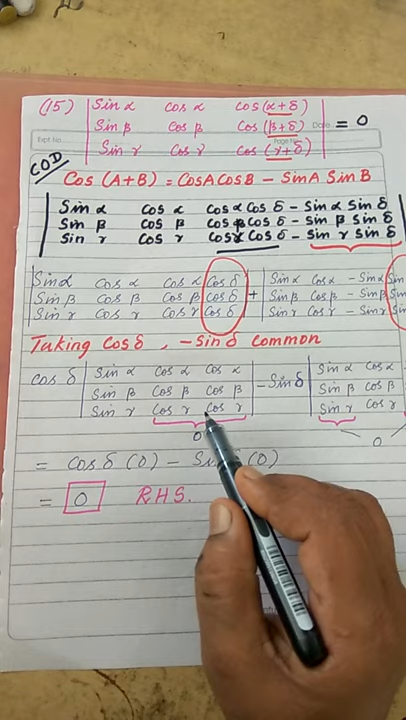 (15) | Sin α cos α cos (α+δ) |
| Sin β cos β cos (β+δ) | = 0
| Sin γ cos γ cos (γ+δ) |
Expt. No.
Date
Page No.
COD
Cos (A+B) = CosA CosB - SinA SinB
| Sin α cos α cos α cos δ - sin α sin δ |
| Sin β cos β cos β cos δ - sin β sin δ |
| Sin γ cos γ cos γ cos δ - sin γ sin δ |
| Sin α cos α cos α cos δ | | Sin α cos α - Sin α Sin
| Sin β cos β cos β cos δ | + | Sin β cos β - Sin β Sin
| Sin γ cos γ cos γ cos δ | | Sin γ cos γ - Sin γ Sin
Taking Cos δ , - Sin δ Common
cos δ | Sin α cos α cos α | - Sin δ | Sin α cos α
| Sin β cos β cos β | | Sin β cos β
| Sin γ cos γ cos γ | | Sin γ cos γ
0 0
= cos δ (0) - Sin δ (0)
= 0 RHS.